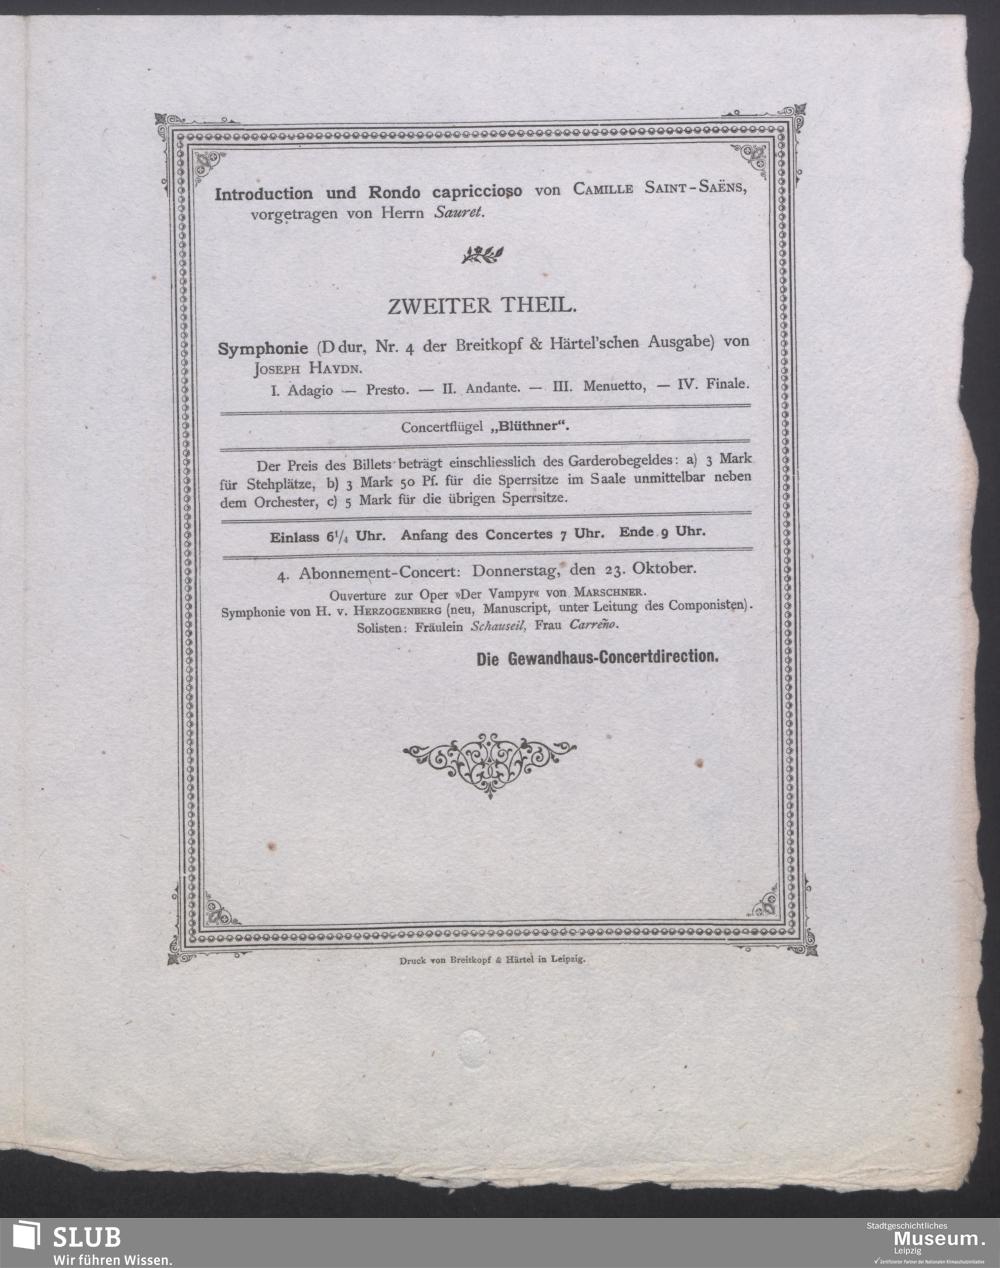 Introduction und Rondo capriccioso von CAMILLE SAINT-SAËNS,
vorgetragen von Herrn Sauret.
ZWEITER THEIL.
Symphonie (D dur, Nr. 4 der Breitkopf & Härtel'schen Ausgabe) von
JOSEPH HAYDN.
I. Adagio — Presto. — II. Andante. — III. Menuetto, — IV. Finale.
Concertflügel „Blüthner“.
Der Preis des Billets beträgt einschliesslich des Garderobegeldes: a) 3 Mark
für Stehplätze, b) 3 Mark 50 Pf. für die Sperrsitze im Saale unmittelbar neben
dem Orchester, c) 5 Mark für die übrigen Sperrsitze.
Einlass 6¼ Uhr. Anfang des Concertes 7 Uhr. Ende 9 Uhr.
4. Abonnement-Concert: Donnerstag, den 23. Oktober.
Ouverture zur Oper »Der Vampyr« von MARSCHNER.
Symphonie von H. v. HERZOGENBERG (neu, Manuscript, unter Leitung des Componisten).
Solisten: Fräulein Schauseil, Frau Carreño.
Die Gewandhaus-Concertdirection.
Druck von Breitkopf & Härtel in Leipzig.
SLUB
Wir führen Wissen.
Stadtgeschichtliches
Museum.
Leipzig
Zertifizierter Partner der Nationalen Klimaschutzinitiative